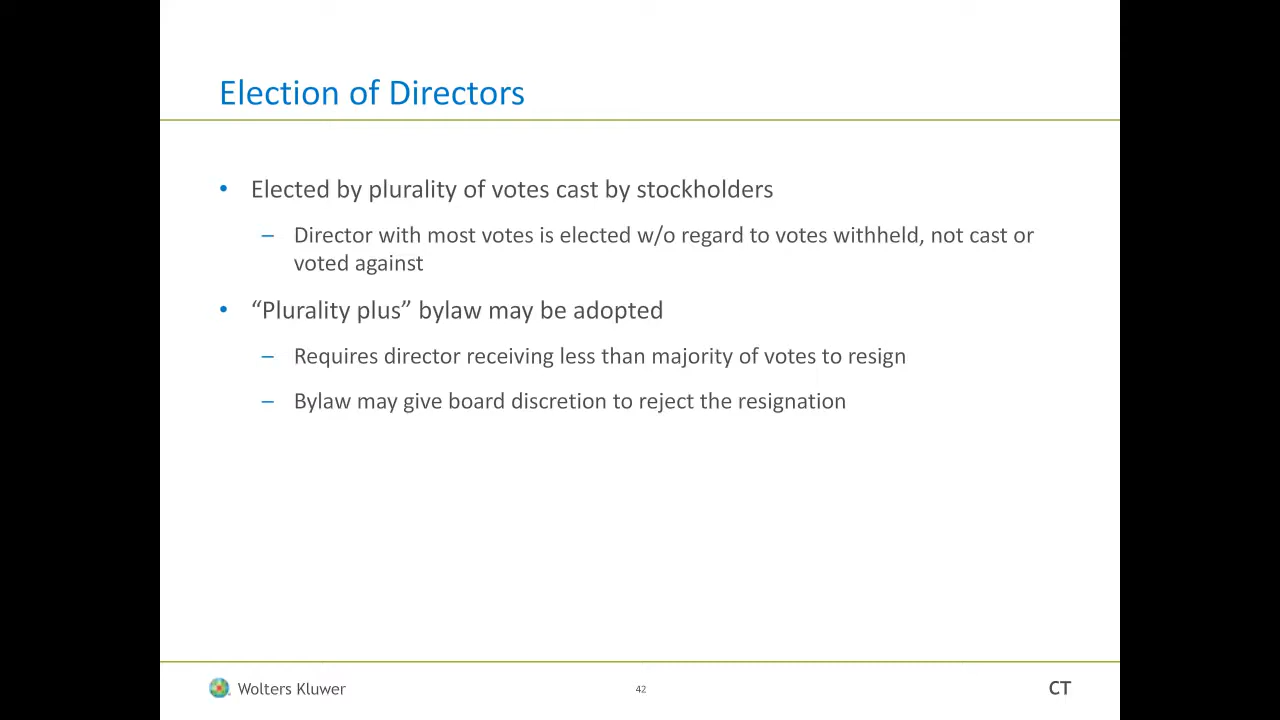 Election of Directors
• Elected by plurality of votes cast by stockholders
– Director with most votes is elected w/o regard to votes withheld, not cast or
voted against
• “Plurality plus” bylaw may be adopted
– Requires director receiving less than majority of votes to resign
– Bylaw may give board discretion to reject the resignation
Wolters Kluwer
42
CT